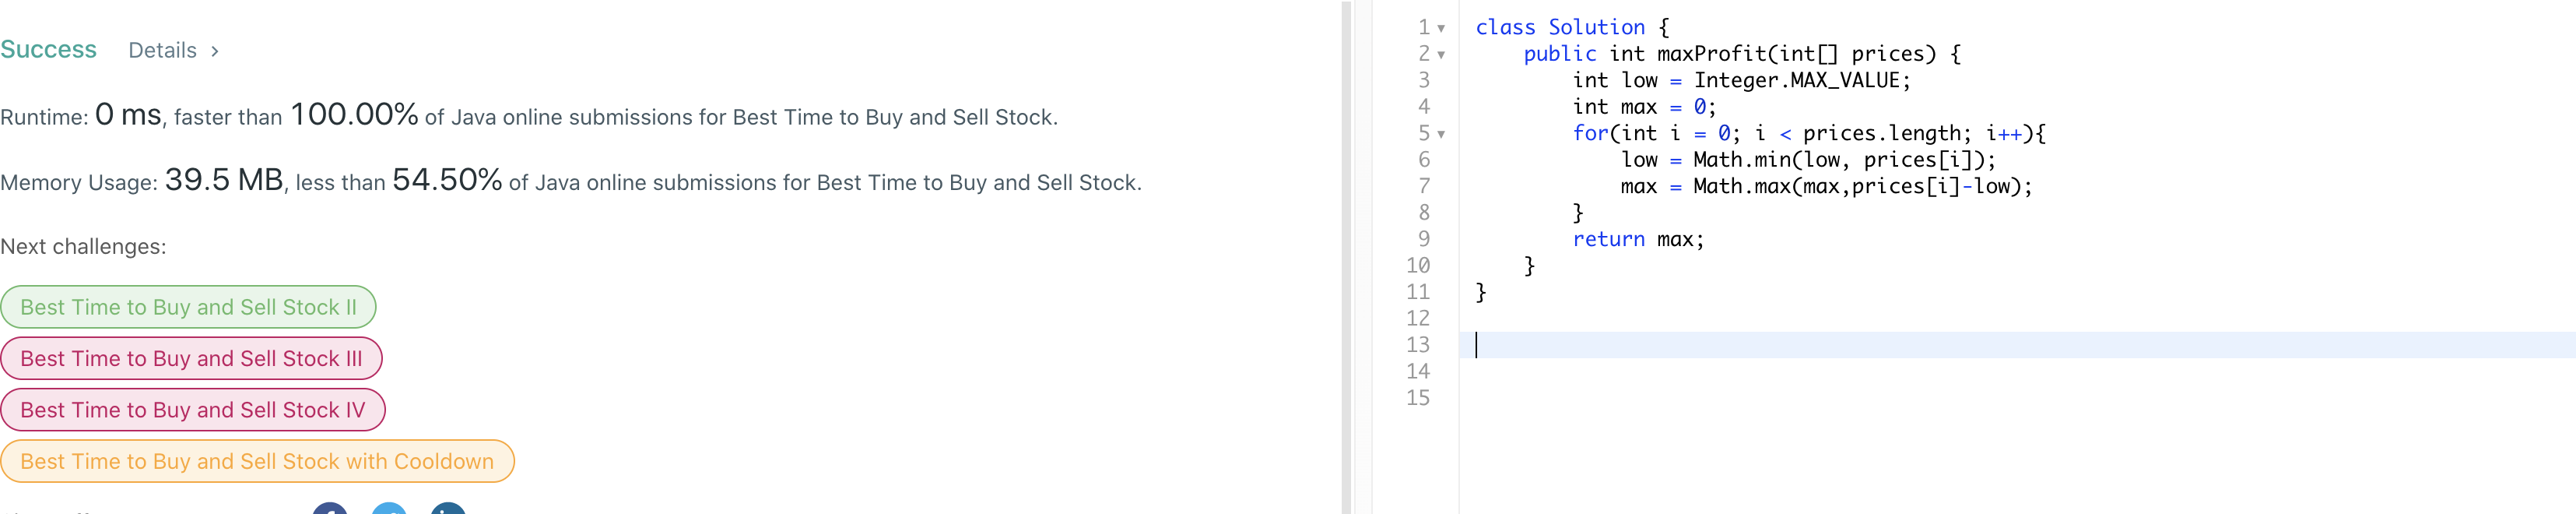 Success Details >
Runtime: 0 ms, faster than 100.00% of Java online submissions for Best Time to Buy and Sell Stock.
Memory Usage: 39.5 MB, less than 54.50% of Java online submissions for Best Time to Buy and Sell Stock.
Next challenges:
Best Time to Buy and Sell Stock II
Best Time to Buy and Sell Stock III
Best Time to Buy and Sell Stock IV
Best Time to Buy and Sell Stock with Cooldown
1 class Solution {
2     public int maxProfit(int[] prices) {
3         int low = Integer.MAX_VALUE;
4         int max = 0;
5         for(int i = 0; i < prices.length; i++){
6             low = Math.min(low, prices[i]);
7             max = Math.max(max,prices[i]-low);
8         }
9         return max;
10     }
11 }
12
13
14
15